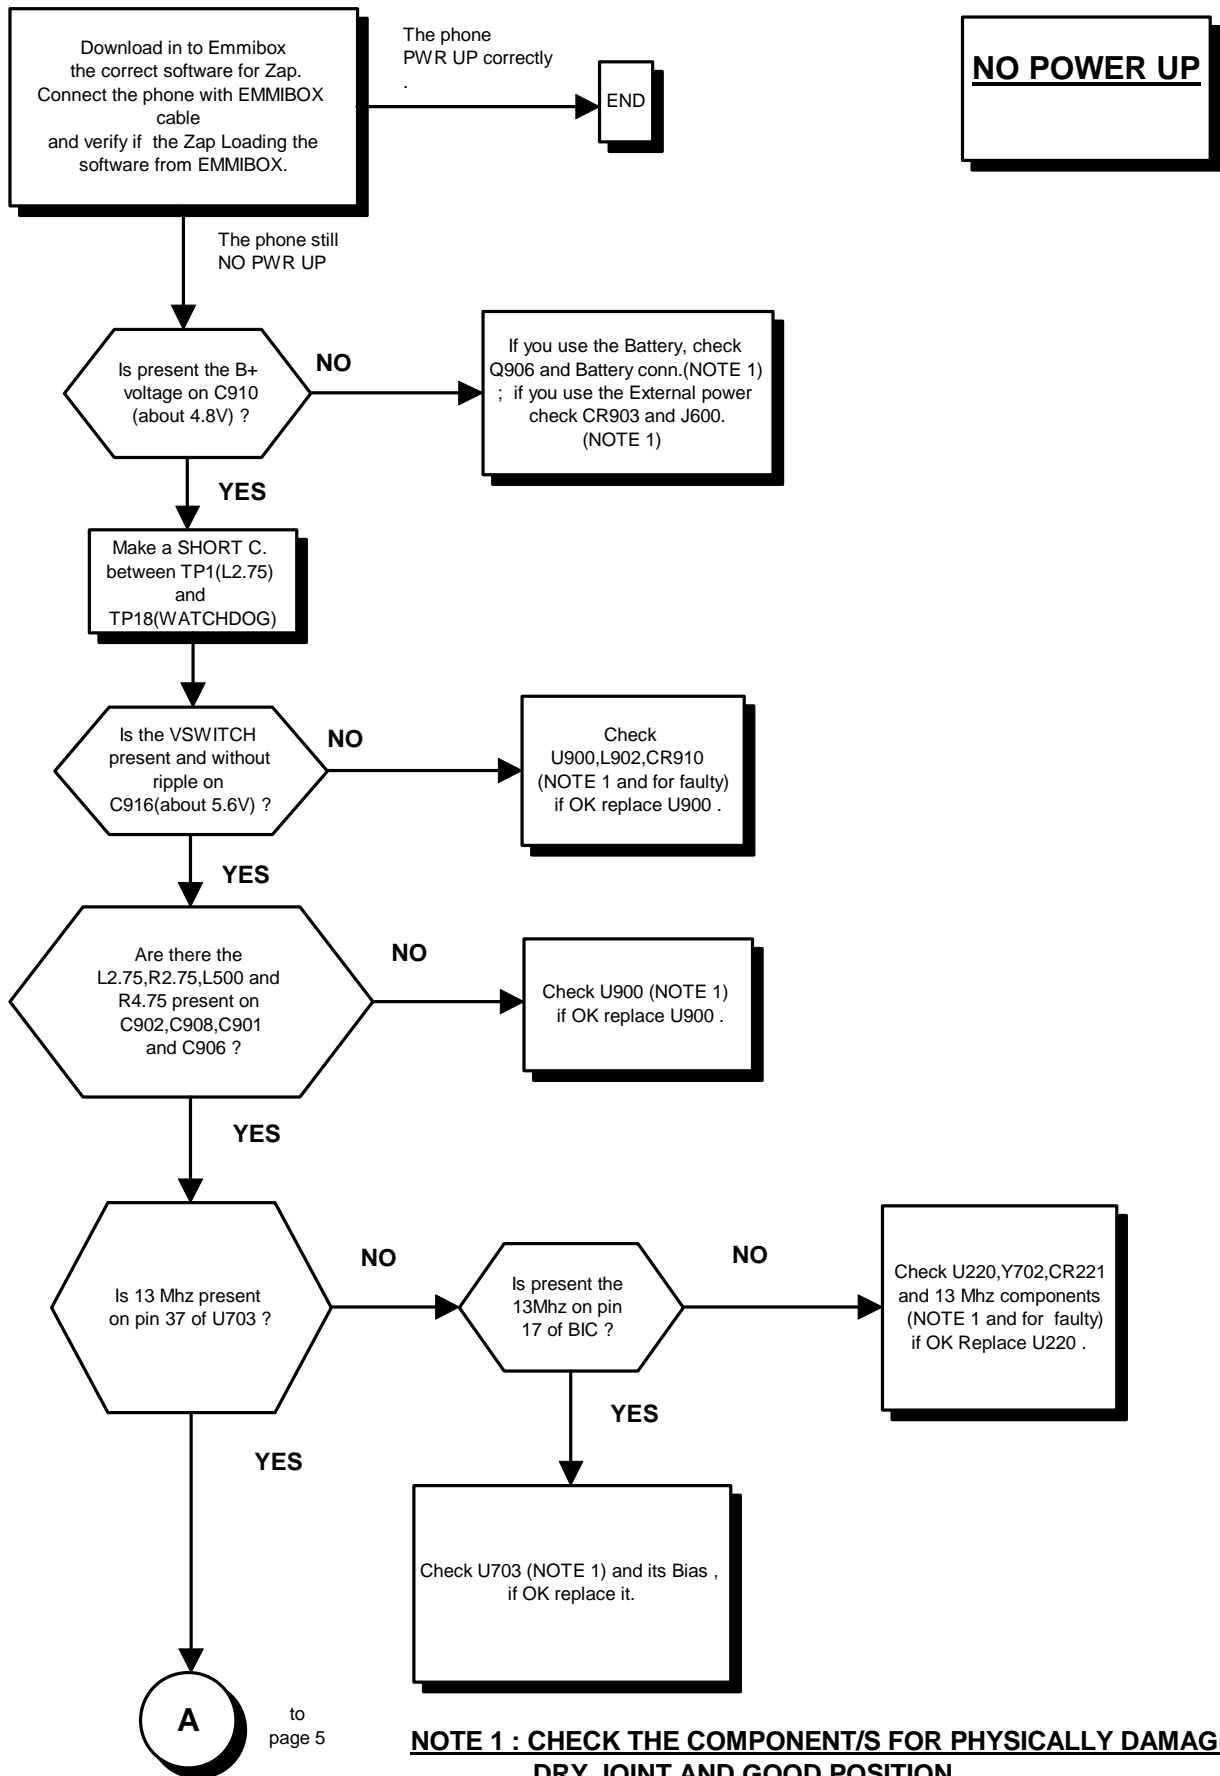 Download in to Emmibox
the correct software for Zap.
Connect the phone with EMMIBOX
cable
and verify if the Zap Loading the
software from EMMIBOX.
The phone
PWR UP correctly
.
END
NO POWER UP
The phone still
NO PWR UP
Is present the B+
voltage on C910
(about 4.8V) ?
NO
If you use the Battery, check
Q906 and Battery conn.(NOTE 1)
; if you use the External power
check CR903 and J600.
(NOTE 1)
YES
Make a SHORT C.
between TP1(L2.75)
and
TP18(WATCHDOG)
Is the VSWITCH
present and without
ripple on
C916(about 5.6V) ?
NO
Check
U900,L902,CR910
(NOTE 1 and for faulty)
if OK replace U900 .
YES
Are there the
L2.75,R2.75,L500 and
R4.75 present on
C902,C908,C901
and C906 ?
NO
Check U900 (NOTE 1)
if OK replace U900 .
YES
Is 13 Mhz present
on pin 37 of U703 ?
NO
Is present the
13Mhz on pin
17 of BIC ?
NO
Check U220,Y702,CR221
and 13 Mhz components
(NOTE 1 and for faulty)
if OK Replace U220 .
YES
YES
Check U703 (NOTE 1) and its Bias ,
if OK replace it.
A
to
page 5
NOTE 1 : CHECK THE COMPONENT/S FOR PHYSICALLY DAMAG
DRY JOINT AND GOOD POSITION